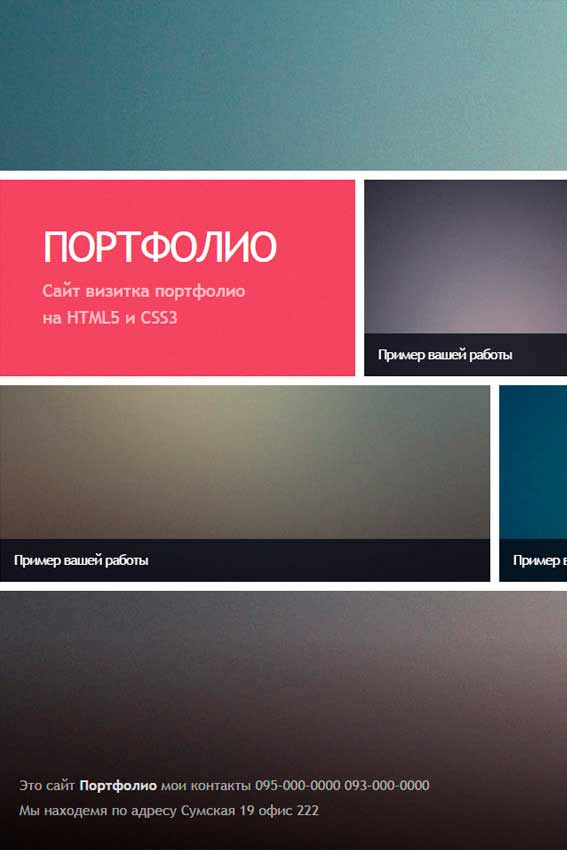 ПОРТФОЛИО
Сайт визитка портфолио
на HTML5 и CSS3
Пример вашей работы
Пример вашей работы
Пример в
Это сайт Портфолио мои контакты 095-000-0000 093-000-0000
Мы находемя по адресу Сумская 19 офис 222